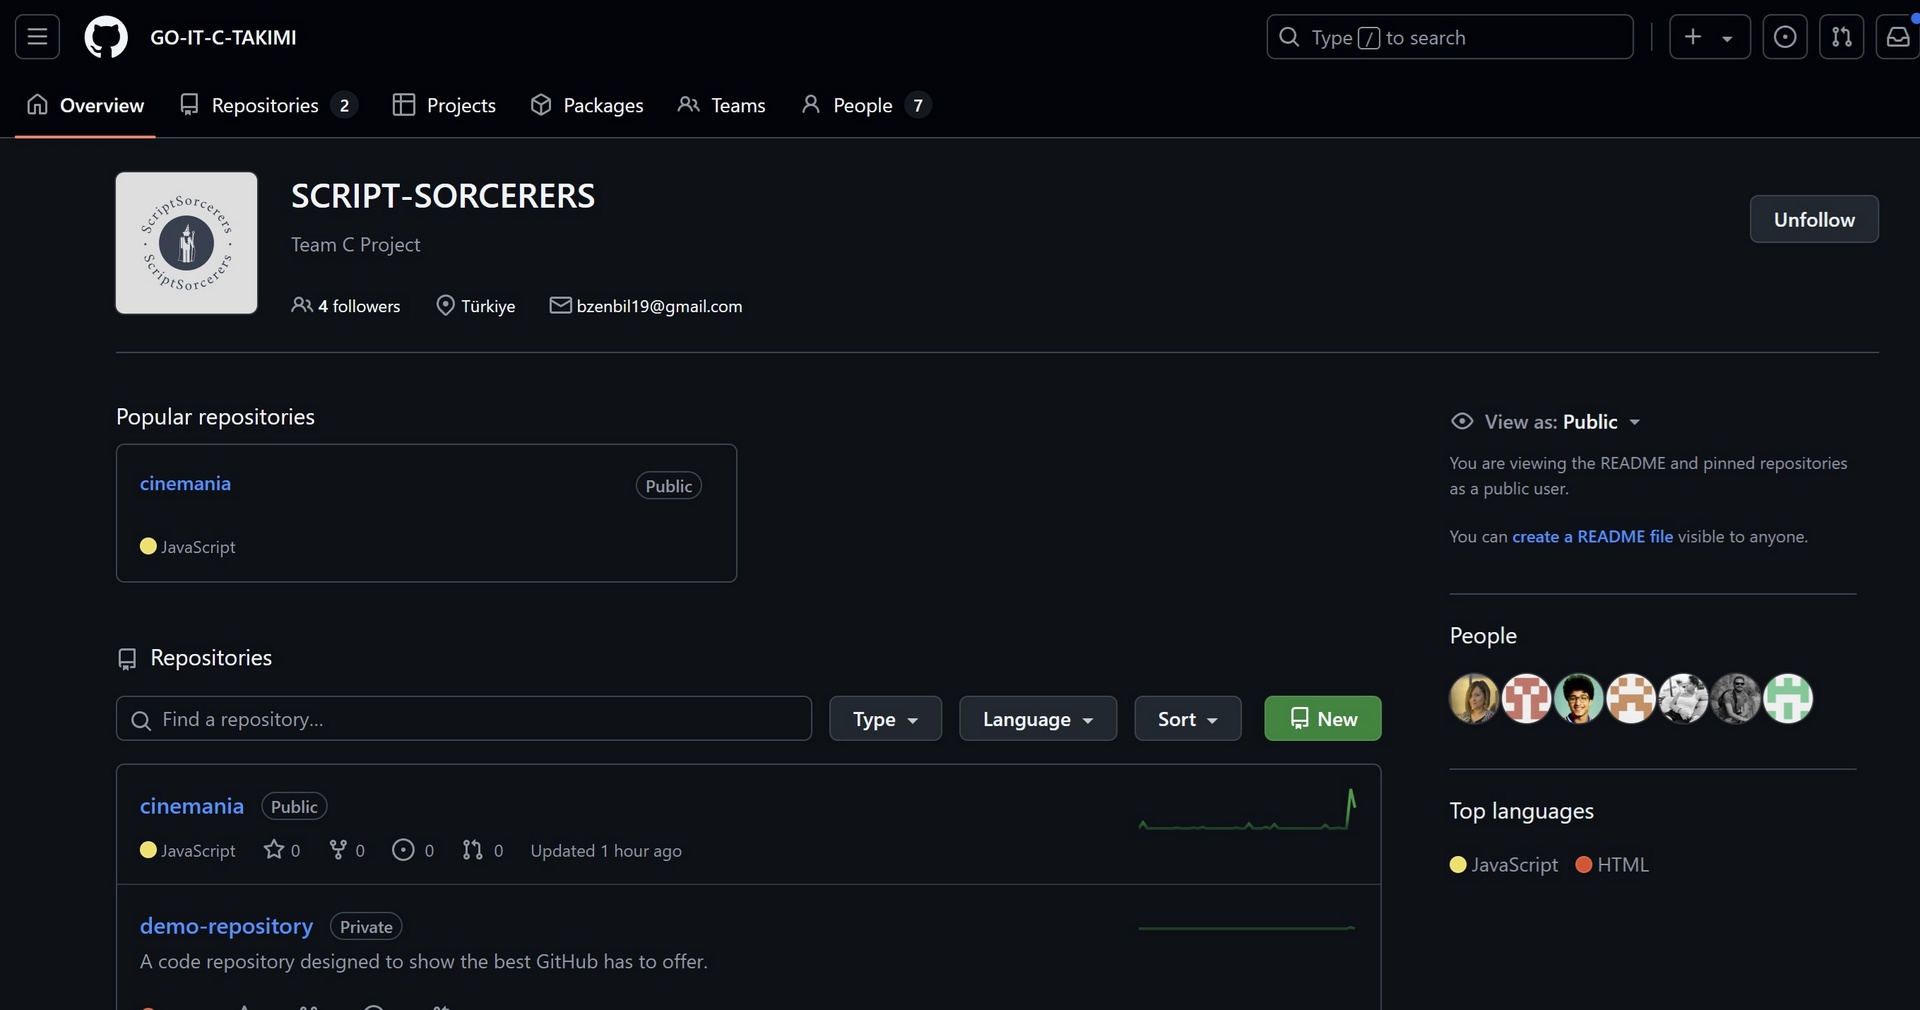 GO-IT-C-TAKIMI
Type / to search
Overview
Repositories 2
Projects
Packages
Teams
People 7
ScriptSorcerers
ScriptSorcerers
SCRIPT-SORCERERS
Team C Project
4 followers
Türkiye
bzenbil19@gmail.com
Unfollow
Popular repositories
cinemania
Public
JavaScript
Repositories
Find a repository...
Type
Language
Sort
New
cinemania Public
JavaScript 0 0 0 0 Updated 1 hour ago
demo-repository Private
A code repository designed to show the best GitHub has to offer.
View as: Public
You are viewing the README and pinned repositories
as a public user.
You can create a README file visible to anyone.
People
Top languages
JavaScript HTML